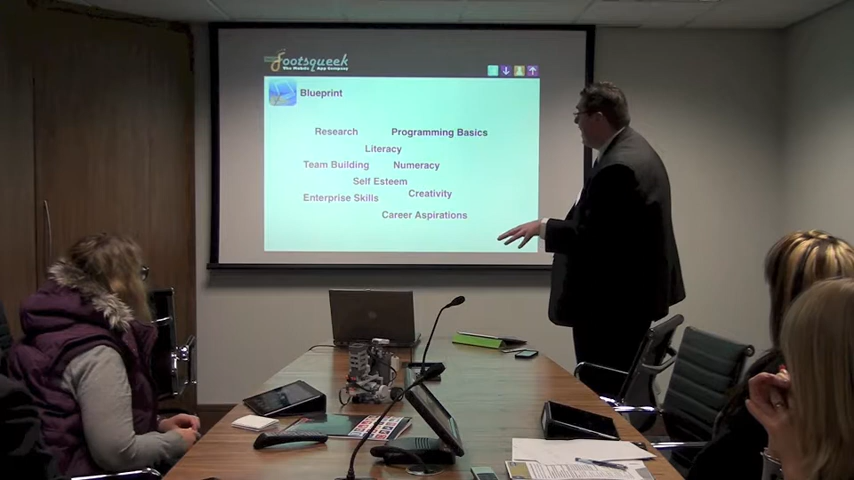 Footsqueek
The Mobile App Company
Blueprint
Research Programming Basics
Literacy
Team Building Numeracy
Self Esteem
Enterprise Skills Creativity
Career Aspirations